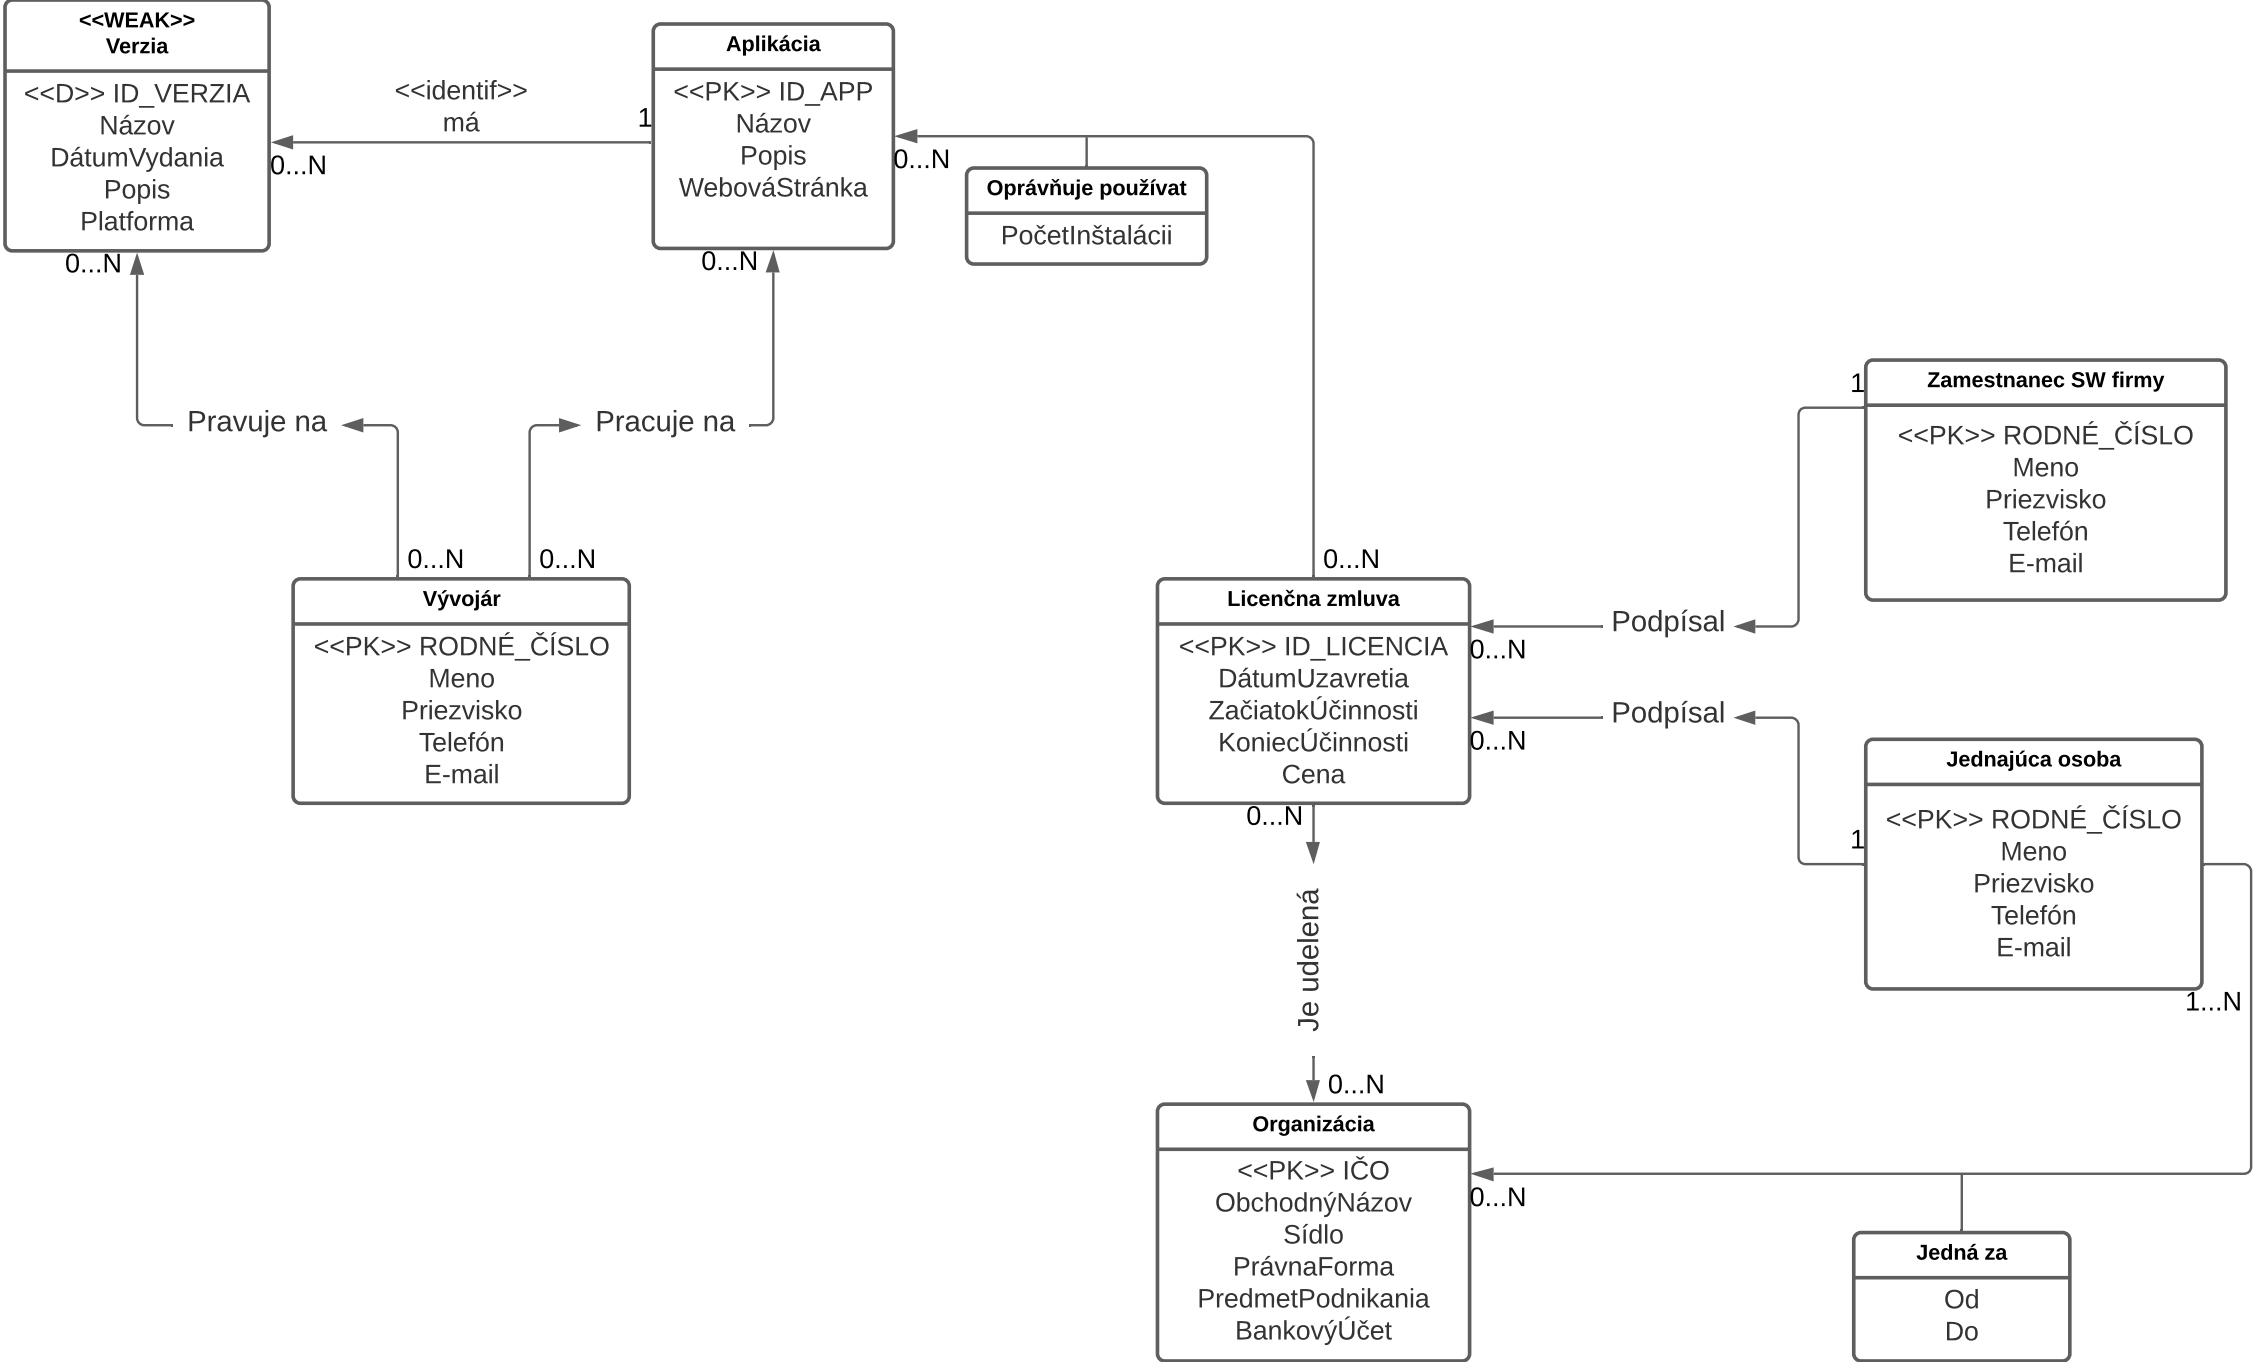 <<WEAK>>
Verzia
<<D>> ID_VERZIA
Názov
DátumVydania
Popis
Platforma
0...N
0...N
<<identif>>
má
1
Aplikácia
<<PK>> ID_APP
Názov
Popis
WebováStránka
0...N
0...N
Oprávňuje používat
PočetInštalácii
Pravuje na
Pracuje na
0...N
0...N
Vývojár
<<PK>> RODNÉ_ČÍSLO
Meno
Priezvisko
Telefón
E-mail
0...N
Licenčna zmluva
<<PK>> ID_LICENCIA
DátumUzavretia
ZačiatokÚčinnosti
KoniecÚčinnosti
Cena
0...N
Podpísal
0...N
Podpísal
0...N
1
Zamestnanec SW firmy
<<PK>> RODNÉ_ČÍSLO
Meno
Priezvisko
Telefón
E-mail
Jednajúca osoba
1
<<PK>> RODNÉ_ČÍSLO
Meno
Priezvisko
Telefón
E-mail
1...N
Je udelená
0...N
Organizácia
<<PK>> IČO
ObchodnýNázov
Sídlo
PrávnaForma
PredmetPodnikania
BankovýÚčet
0...N
Jedná za
Od
Do